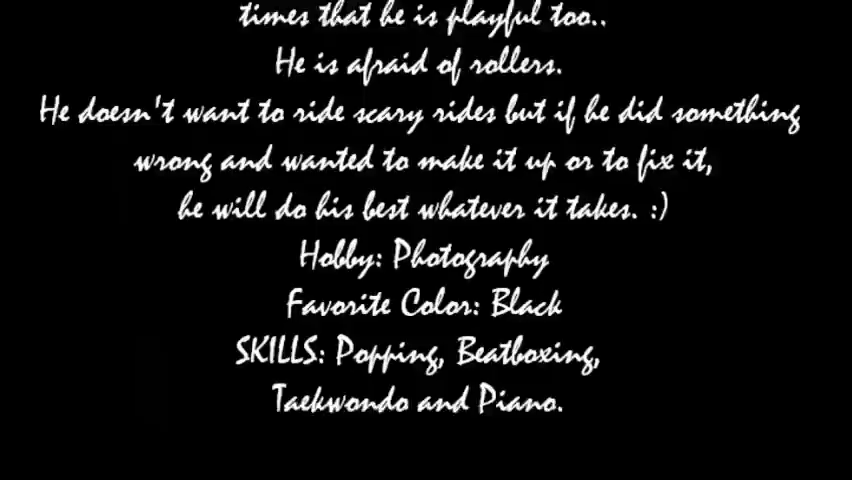 times that he is playful too..
He is afraid of rollers.
He doesn't want to ride scary rides but if he did something
wrong and wanted to make it up or to fix it,
he will do his best whatever it takes. :)
Hobby: Photography
Favorite Color: Black
SKILLS: Popping, Beatboxing,
Taekwondo and Piano.